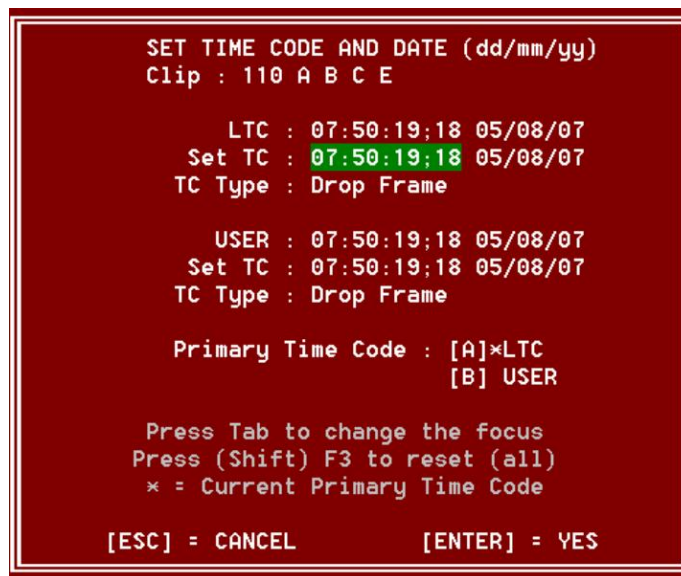 SET TIME CODE AND DATE (dd/mm/yy)
Clip : 110 A B C E
LTC : 07:50:19;18 05/08/07
Set TC : 07:50:19;18 05/08/07
TC Type : Drop Frame
USER : 07:50:19;18 05/08/07
Set TC : 07:50:19;18 05/08/07
TC Type : Drop Frame
Primary Time Code : [A]*LTC
[B] USER
Press Tab to change the focus
Press (Shift) F3 to reset (all)
* = Current Primary Time Code
[ESC] = CANCEL [ENTER] = YES